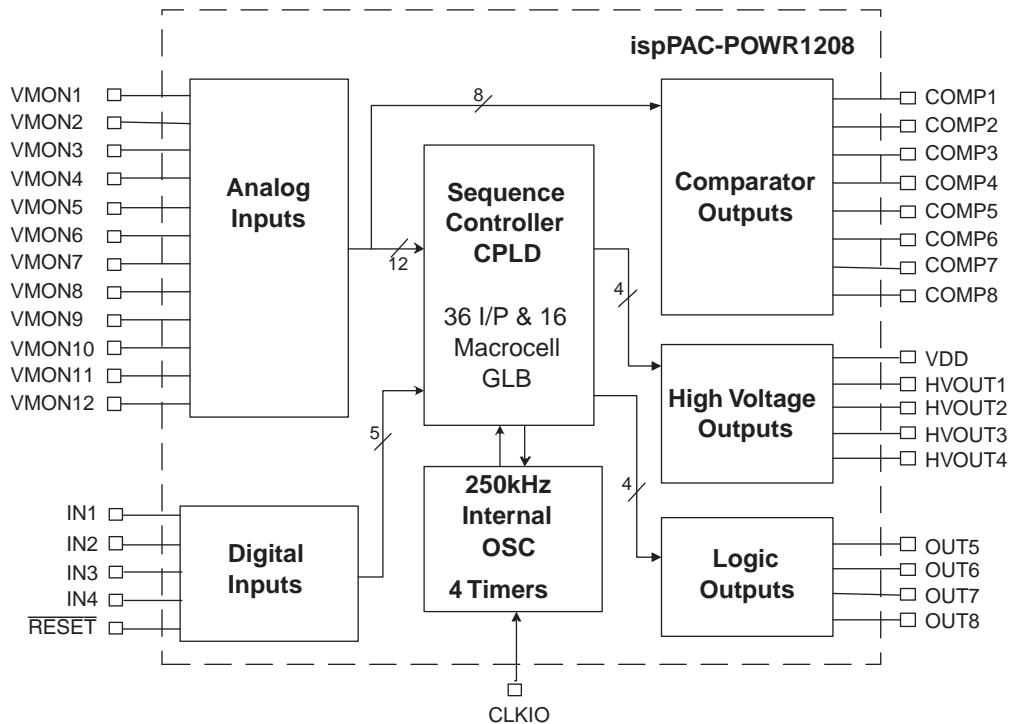 ispPAC-POWR1208
VMON1
VMON2
VMON3
VMON4
VMON5
VMON6
VMON7
VMON8
VMON9
VMON10
VMON11
VMON12
Analog
Inputs
8
12
Sequence
Controller
CPLD
36 I/P & 16
Macrocell
GLB
Comparator
Outputs
COMP1
COMP2
COMP3
COMP4
COMP5
COMP6
COMP7
COMP8
4
High Voltage
Outputs
VDD
HVOUT1
HVOUT2
HVOUT3
HVOUT4
5
4
IN1
IN2
IN3
IN4
RESET
Digital
Inputs
250kHz
Internal
OSC
4 Timers
Logic
Outputs
OUT5
OUT6
OUT7
OUT8
CLKIO